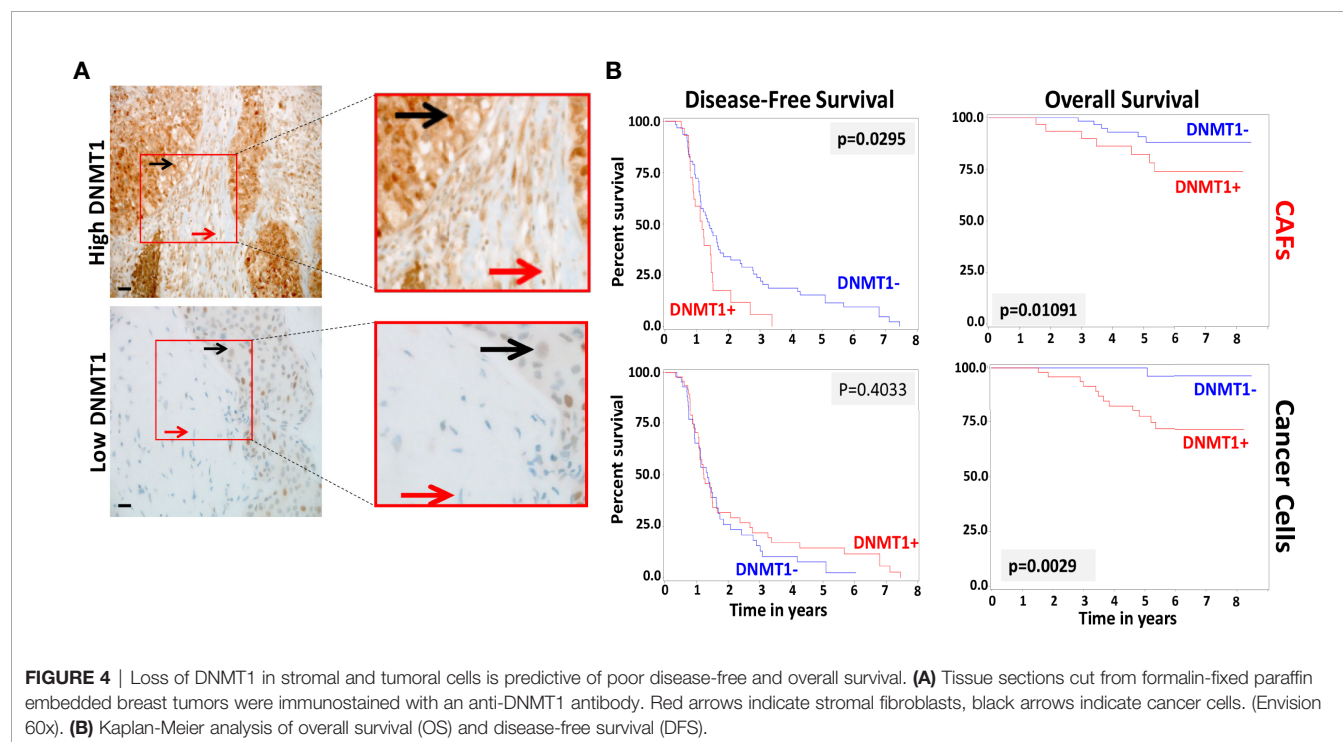 A
High DNMT1
Low DNMT1
B
Disease-Free Survival
Overall Survival
Percent survival
100.0
75.0
50.0
25.0
0.0
p=0.0295
DNMT1-
DNMT1+
0 1 2 3 4 5 6 7 8
100.0
75.0
50.0
25.0
0.0
DNMT1-
DNMT1+
p=0.01091
0 1 2 3 4 5 6 7 8
CAFs
Percent survival
100.0
75.0
50.0
25.0
0.0
P=0.4033
DNMT1+
DNMT1-
0 1 2 3 4 5 6 7 8
Time in years
100.0
75.0
50.0
25.0
0.0
DNMT1-
DNMT1+
p=0.0029
0 1 2 3 4 5 6 7 8
Time in years
Cancer Cells
FIGURE 4 | Loss of DNMT1 in stromal and tumoral cells is predictive of poor disease-free and overall survival. (A) Tissue sections cut from formalin-fixed paraffin
embedded breast tumors were immunostained with an anti-DNMT1 antibody. Red arrows indicate stromal fibroblasts, black arrows indicate cancer cells. (Envision
60x). (B) Kaplan-Meier analysis of overall survival (OS) and disease-free survival (DFS).